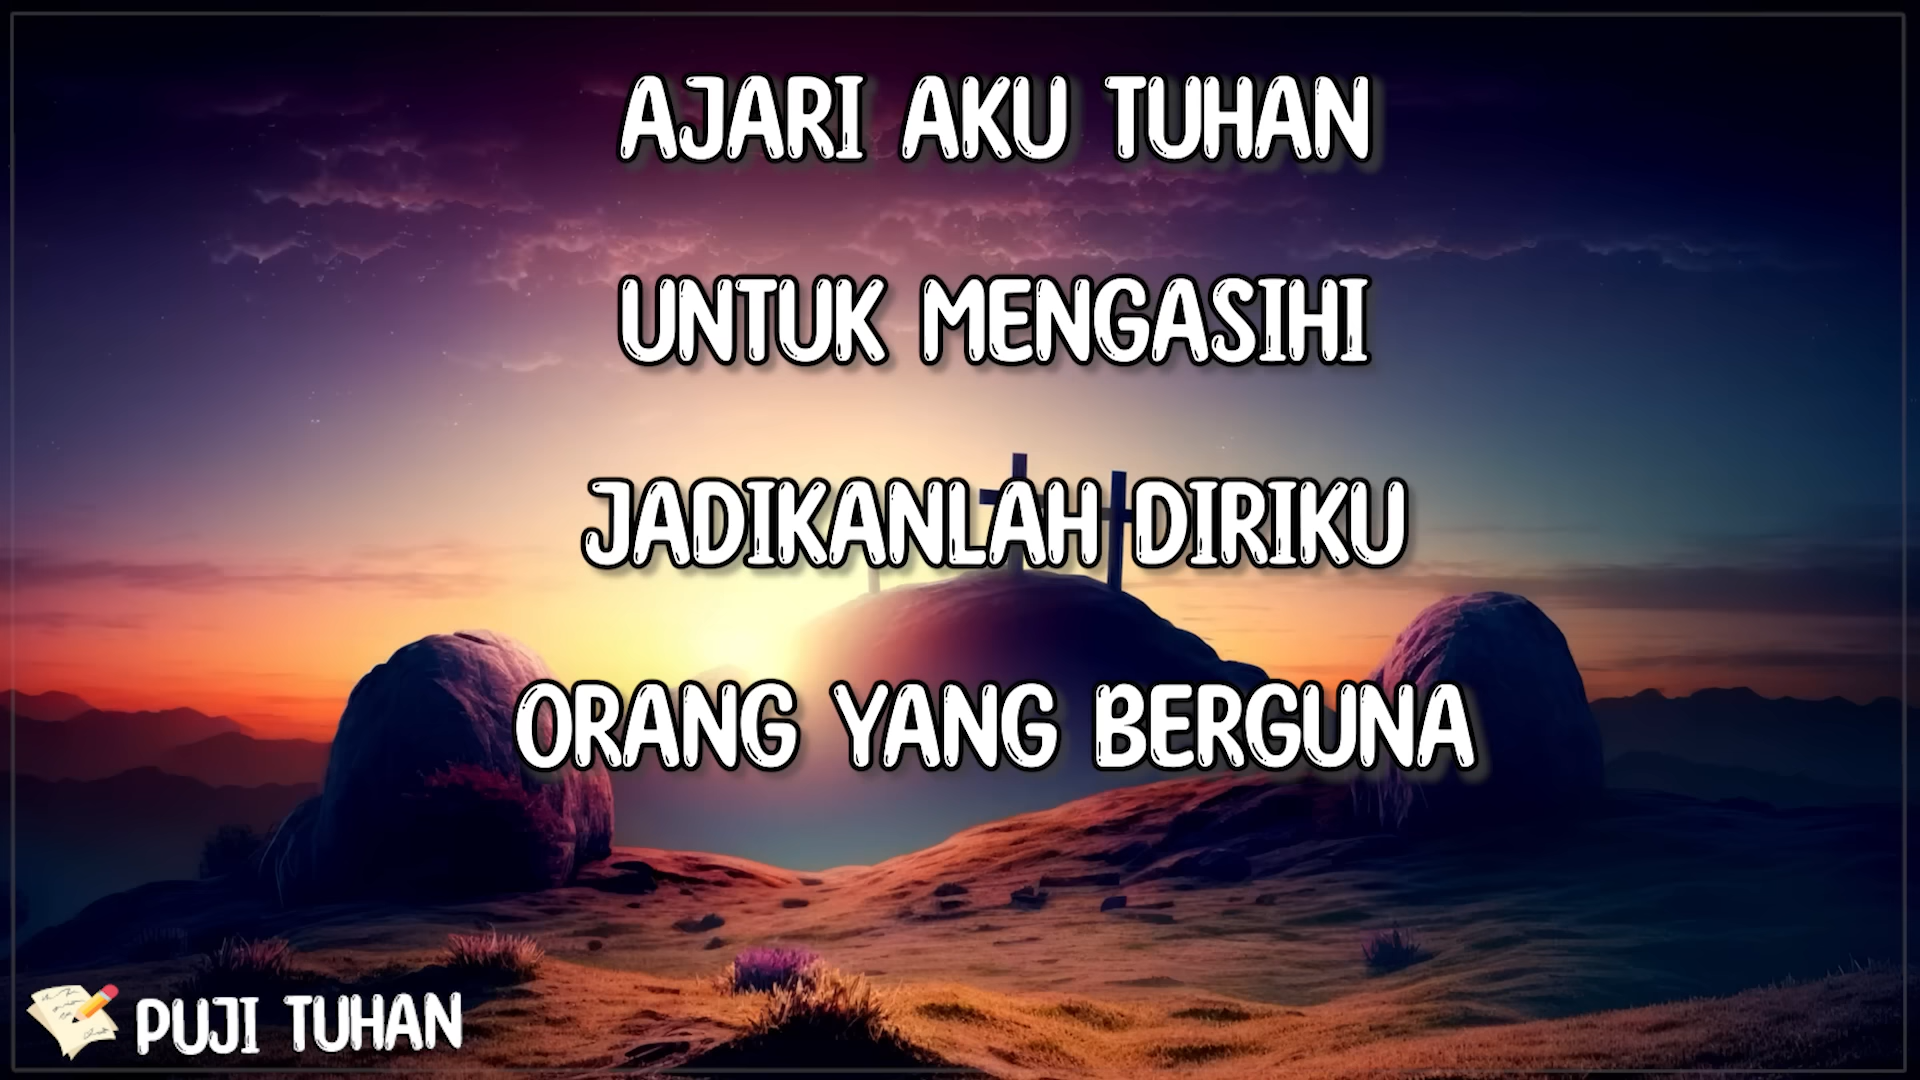 AJARI AKU TUHAN
UNTUK MENGASIHI
JADIKANLAH DIRIKU
ORANG YANG BERGUNA
PUJI TUHAN